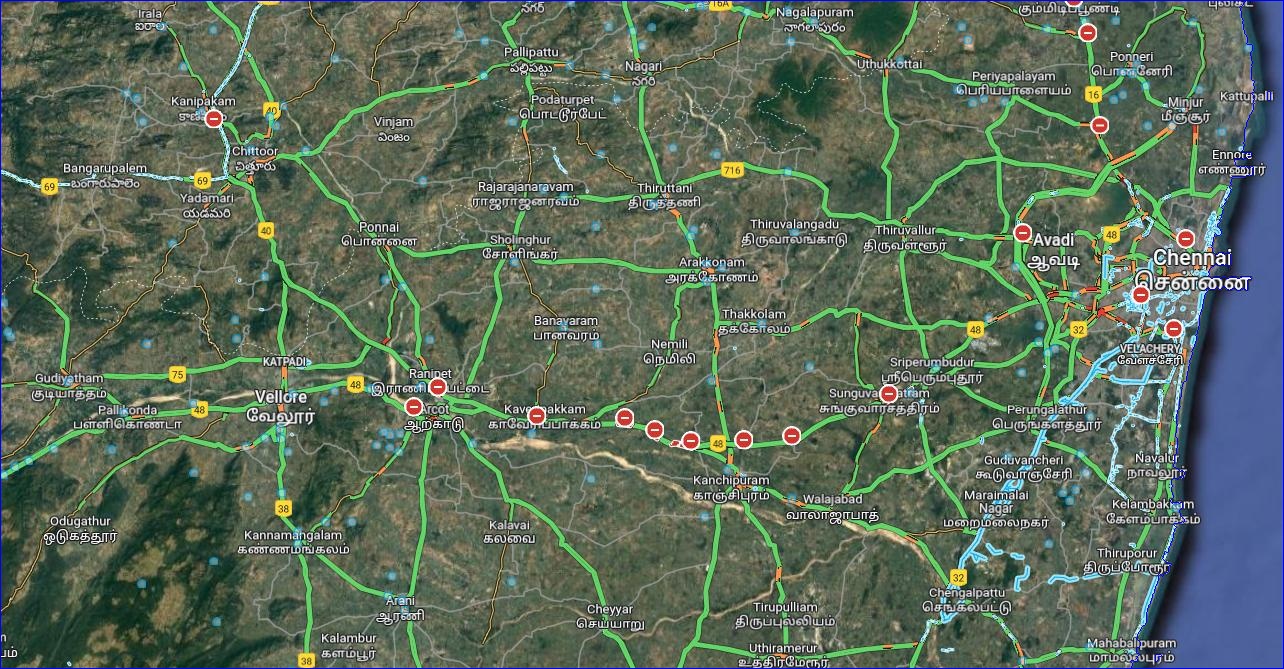 Irala
ఐరాల
நகர்
16A
Nagalapuram
నాగలాపురం
கும்மிடிப்பூண்டி
Pallipattu
పల్లిపట్టు
Nagari
నగరి
Uthukkottai
Ponneri
பொன்னேரி
Periyapalayam
பெரியபாளையம்
16
Kattupalli
Kanipakam
40
Podaturpet
பொடடூர்பேட்
Minjur
மீஞ்சூர்
Vinjam
వింజం
Chittoor
చిత్తూరు
Ennore
எண்ணூர்
Bangarupalem
బంగారుపాలెం
69
69
716
Yadamari
యడమరి
Rajarajanaravam
ராஜராஜனரவம்
Thiruttani
திருத்தணி
40
Ponnai
பொன்னை
Sholinghur
சோளிங்கர்
Thiruvalangadu
திருவாலங்காடு
Thiruvallur
திருவள்ளூர்
48
Avadi
ஆவடி
Chennai
சென்னை
Arakkonam
அரக்கோணம்
Banavaram
பானவரம்
Thakkolam
தக்கோலம்
48
32
Nemili
நெமிலி
VELACHERY
வேளச்சேரி
KATPADI
Sriperumbudur
ஸ்ரீபெரும்புதூர்
Gudiyatham
குடியாத்தம்
75
48
Ranipet
Vellore
வேலூர்
Pallikonda
பள்ளிகொண்டா
48
Arcot
ஆற்காடு
சுங்குவார்சத்திரம்
Perungalathur
பெருங்களத்தூர்
48
Guduvancheri
கூடுவாஞ்சேரி
Navalur
நாவலூர்
Kanchipuram
காஞ்சிபுரம்
Walajabad
வாலாஜாபாத்
Maraimalai
Nagar
மறைமலைநகர்
Kelambakkam
கேளம்பாக்கம்
38
Odugathur
ஒடுகத்தூர்
Kannamangalam
கண்ணமங்கலம்
Kalavai
கலவை
Thiruporur
திருப்போரூர்
32
Chengalpattu
செங்கல்பட்டு
Arani
ஆரணி
Cheyyar
செய்யாறு
Tirupulliam
திருப்புல்லியம்
Kalambur
களம்பூர்
38
Uthiramerur
உத்திரமேரூர்
Mahabalipuram
மாமல்லபுரம்